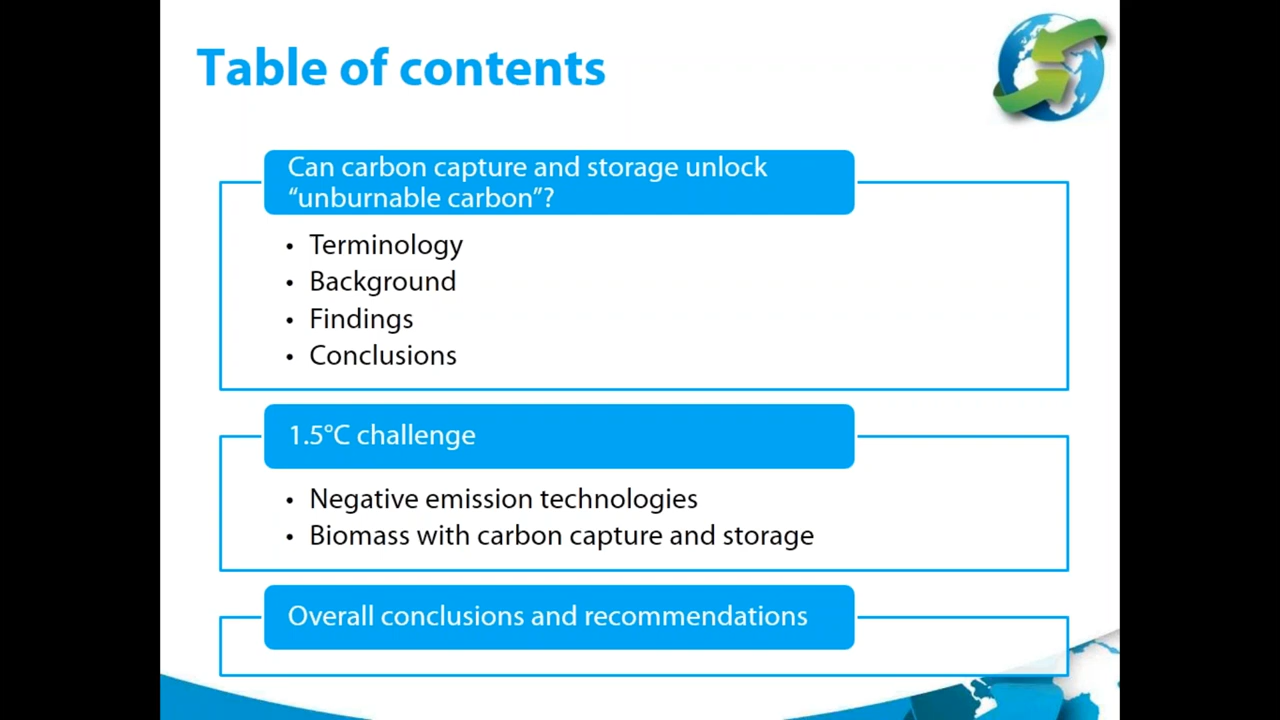 Table of contents
Can carbon capture and storage unlock
“unburnable carbon”?
• Terminology
• Background
• Findings
• Conclusions
1.5°C challenge
• Negative emission technologies
• Biomass with carbon capture and storage
Overall conclusions and recommendations